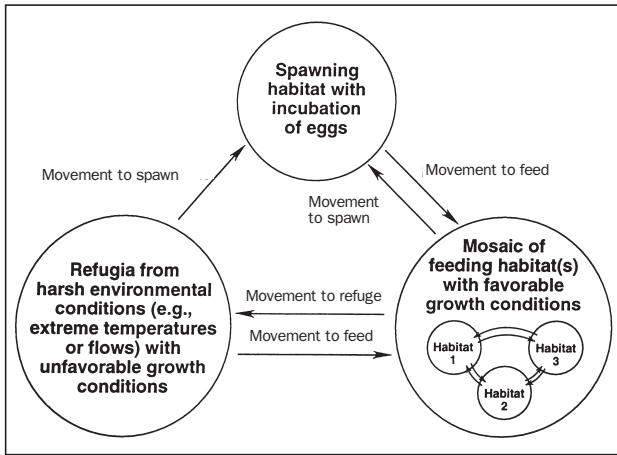 Spawning
habitat with
incubation
of eggs
Movement to spawn
Movement to feed
Movement
to spawn
Refugia from
harsh environmental
conditions (e.g.,
extreme temperatures
or flows) with
unfavorable growth
conditions
Movement to refuge
Movement to feed
Mosaic of
feeding habitat(s)
with favorable
growth conditions
Habitat
1
Habitat
3
Habitat
2